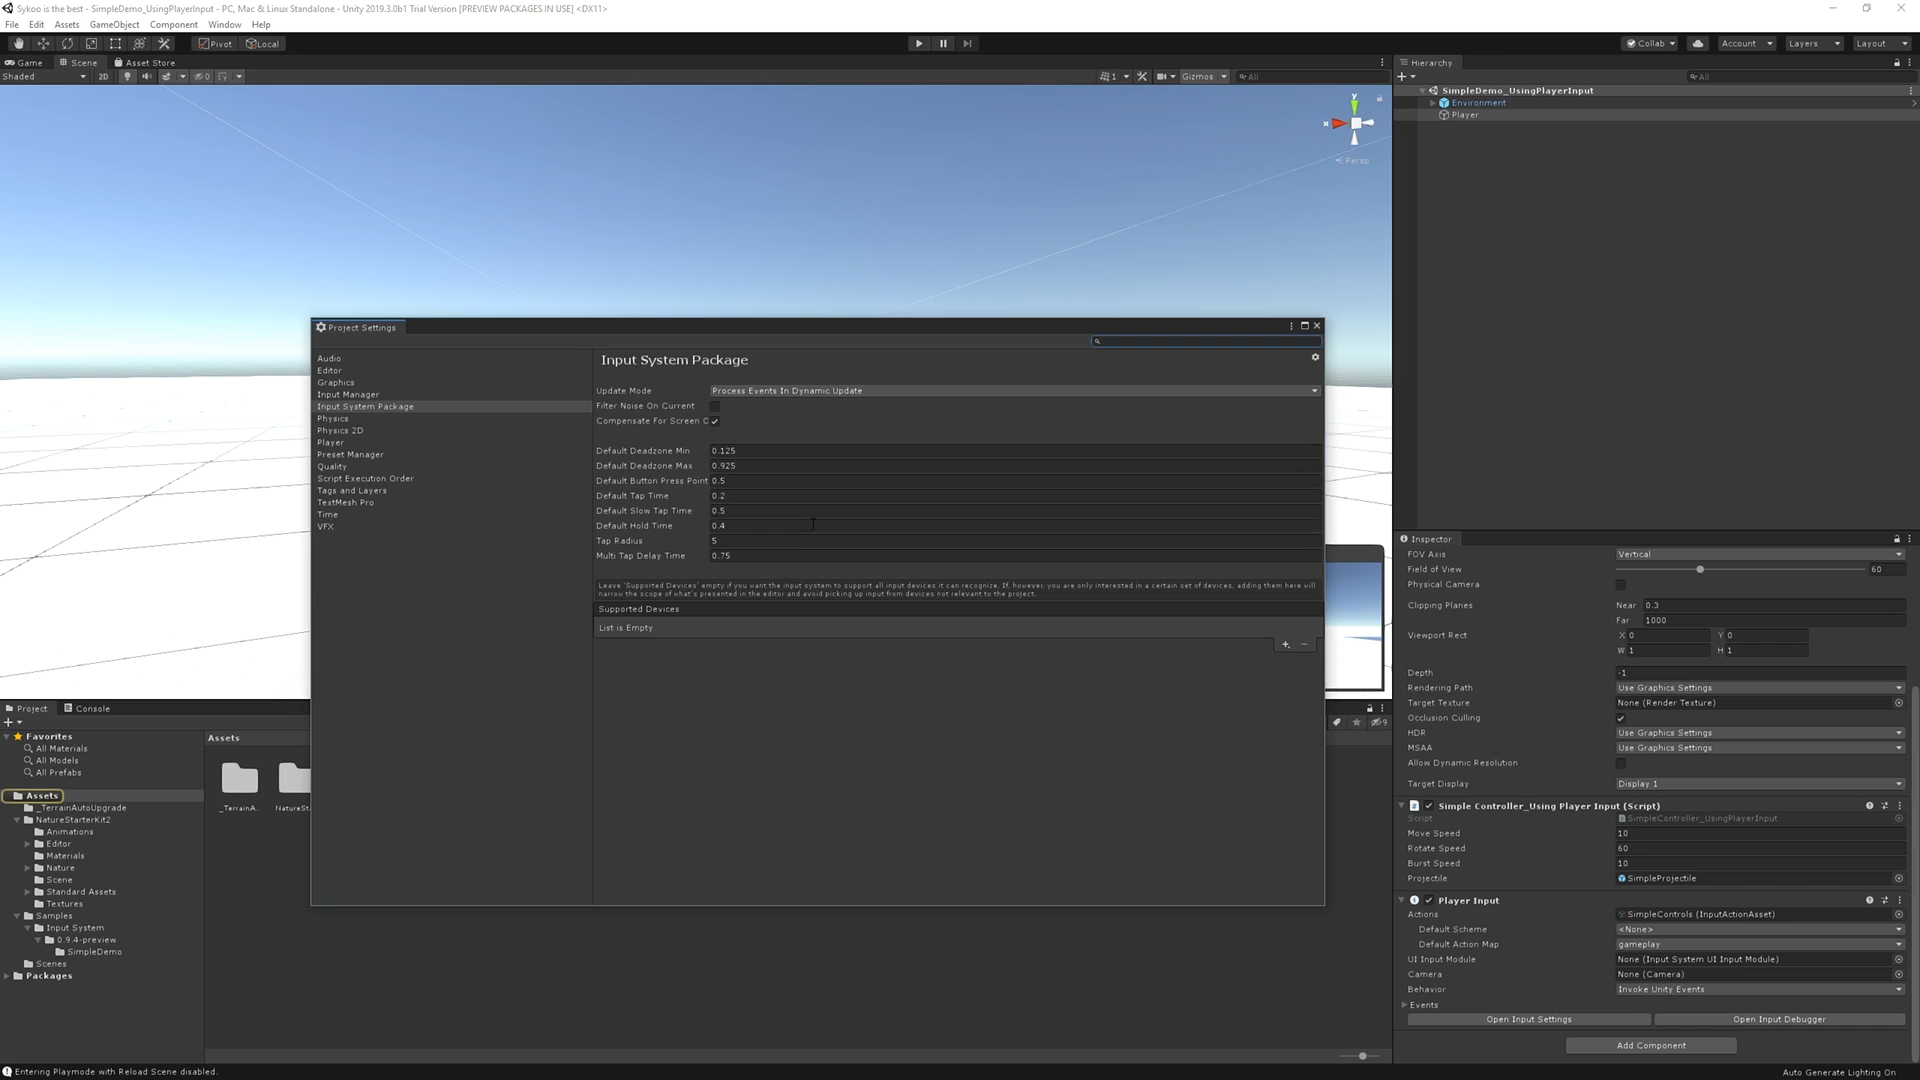 Sykoo is the best - SimpleDemo_UsingPlayerInput - PC, Mac & Linux Standalone - Unity 2019.3.0b1 Trial Version [PREVIEW PACKAGES IN USE] <DX11>
File Edit Assets GameObject Component Window Help
Pivot Local
Collab Account Layers Layout
Game Scene Asset Store
Shaded 2D 0 1 Gizmos All
y
x
Persp
Hierarchy
All
SimpleDemo_UsingPlayerInput
Environment
Player
Project Settings
Audio
Editor
Graphics
Input Manager
Input System Package
Physics
Physics 2D
Player
Preset Manager
Quality
Script Execution Order
Tags and Layers
TextMesh Pro
Time
VFX
Input System Package
Update Mode Process Events In Dynamic Update
Filter Noise On Current
Compensate For Screen O
Default Deadzone Min 0.125
Default Deadzone Max 0.925
Default Button Press Point 0.5
Default Tap Time 0.2
Default Slow Tap Time 0.5
Default Hold Time 0.4
Tap Radius 5
Multi Tap Delay Time 0.75
Leave 'Supported Devices' empty if you want the input system to support all input devices it can recognize. If, however, you are only interested in a certain set of devices, adding them here will
narrow the scope of what's presented in the editor and avoid picking up input from devices not relevant to the project.
Supported Devices
List is Empty
Inspector
FOV Axis Vertical
Field of View 60
Physical Camera
Clipping Planes Near 0.3
Far 1000
Viewport Rect X 0 Y 0
W 1 H 1
Depth -1
Rendering Path Use Graphics Settings
Target Texture None (Render Texture)
Occlusion Culling
HDR Use Graphics Settings
MSAA Use Graphics Settings
Allow Dynamic Resolution
Target Display Display 1
Simple Controller_Using Player Input (Script)
Script SimpleController_UsingPlayerInput
Move Speed 10
Rotate Speed 60
Burst Speed 10
Projectile SimpleProjectile
Player Input
Actions SimpleControls (InputActionAsset)
Default Scheme <None>
Default Action Map gameplay
UI Input Module None (Input System UI Input Module)
Camera None (Camera)
Behavior Invoke Unity Events
Events
Open Input Settings Open Input Debugger
Add Component
Project Console
9
Favorites
All Materials
All Models
All Prefabs
Assets
_TerrainAutoUpgrade
NatureStarterKit2
Animations
Editor
Materials
Nature
Scene
Standard Assets
Textures
Samples
Input System
0.9.4-preview
SimpleDemo
Scenes
Packages
Assets
_TerrainA... NatureSt
Entering Playmode with Reload Scene disabled.
Auto Generate Lighting On